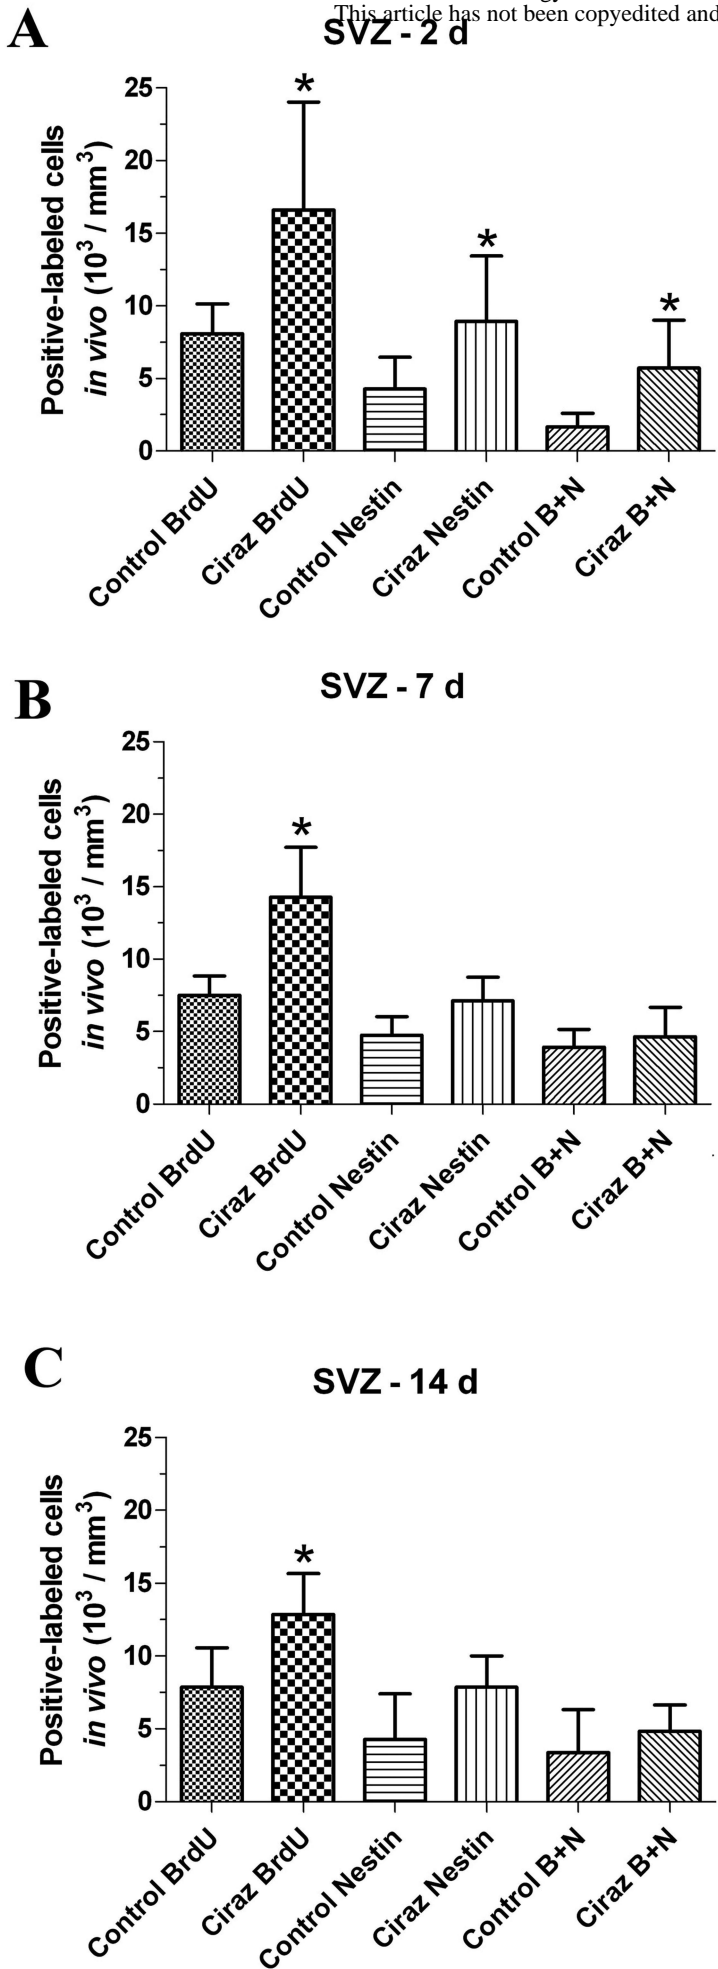 This article has not been copyedited and
A
SVZ - 2 d
Positive-labeled cells
in vivo (10³ / mm³)
25
20
15
10
5
0
*
*
*
Control BrdU
Ciraz BrdU
Control Nestin
Ciraz Nestin
Control B+N
Ciraz B+N
B
SVZ - 7 d
Positive-labeled cells
in vivo (10³ / mm³)
25
20
15
10
5
0
*
Control BrdU
Ciraz BrdU
Control Nestin
Ciraz Nestin
Control B+N
Ciraz B+N
C
SVZ - 14 d
Positive-labeled cells
in vivo (10³ / mm³)
25
20
15
10
5
0
*
Control BrdU
Ciraz BrdU
Control Nestin
Ciraz Nestin
Control B+N
Ciraz B+N